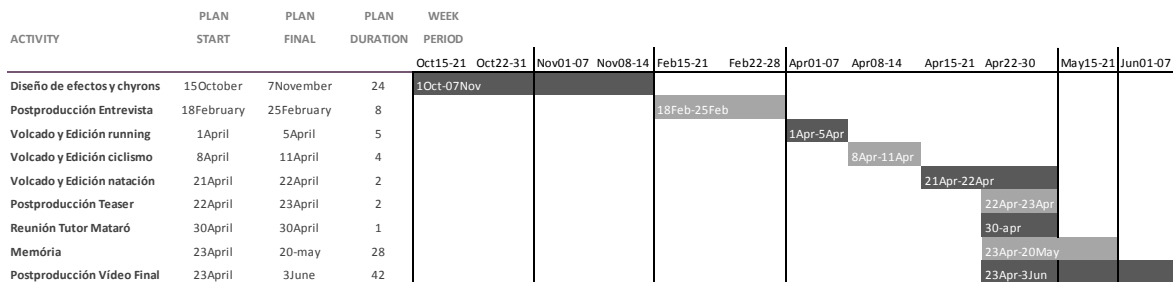 PLAN PLAN PLAN WEEK
ACTIVITY START FINAL DURATION PERIOD
Oct15-21 Oct22-31 Nov01-07 Nov08-14 Feb15-21 Feb22-28 Apr01-07 Apr08-14 Apr15-21 Apr22-30 May15-21 Jun01-07
Diseño de efectos y chyrons 15October 7November 24 1Oct-07Nov
Postproducción Entrevista 18February 25February 8 18Feb-25Feb
Volcado y Edición running 1April 5April 5 1Apr-5Apr
Volcado y Edición ciclismo 8April 11April 4 8Apr-11Apr
Volcado y Edición natación 21April 22April 2 21Apr-22Apr
Postproducción Teaser 22April 23April 2 22Apr-23Apr
Reunión Tutor Mataró 30April 30April 1 30-apr
Memória 23April 20-may 28 23Apr-20May
Postproducción Vídeo Final 23April 3June 42 23Apr-3Jun